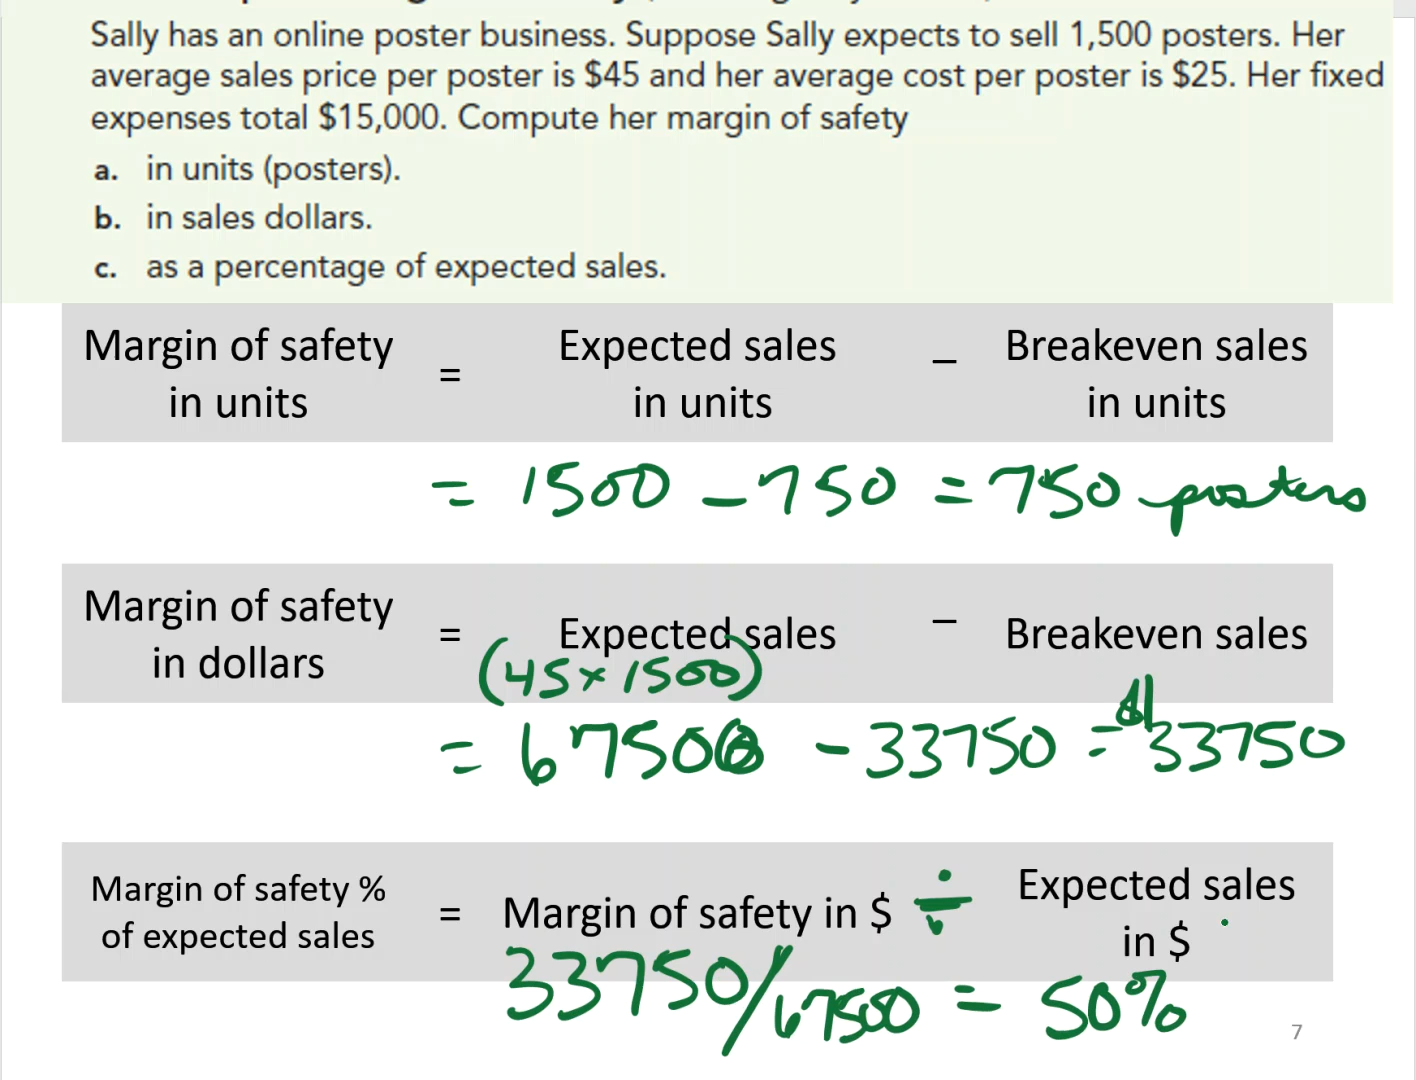 Sally has an online poster business. Suppose Sally expects to sell 1,500 posters. Her
average sales price per poster is $45 and her average cost per poster is $25. Her fixed
expenses total $15,000. Compute her margin of safety
a. in units (posters).
b. in sales dollars.
c. as a percentage of expected sales.
Margin of safety in units = Expected sales in units – Breakeven sales in units
= 1500 – 750 = 750 posters
Margin of safety in dollars = Expected sales – Breakeven sales
(45 x 1500)
= 67500 – 33750 = $33750
Margin of safety % of expected sales = Margin of safety in $ ÷ Expected sales in $
33750/67500 = 50%
7